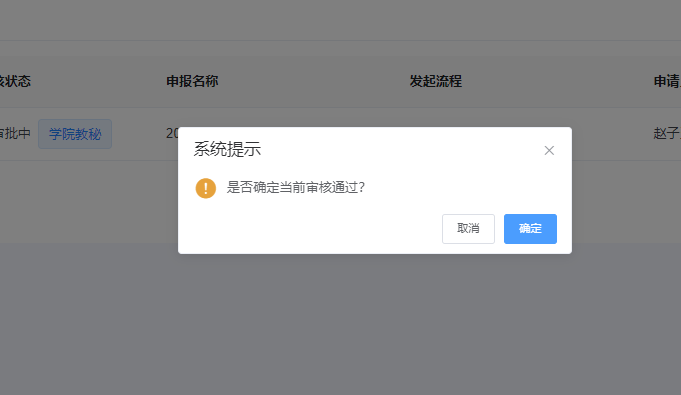 核状态 申报名称 发起流程 申请
审批中 学院教秘 20 赵子
系统提示
是否确定当前审核通过？
取消 确定